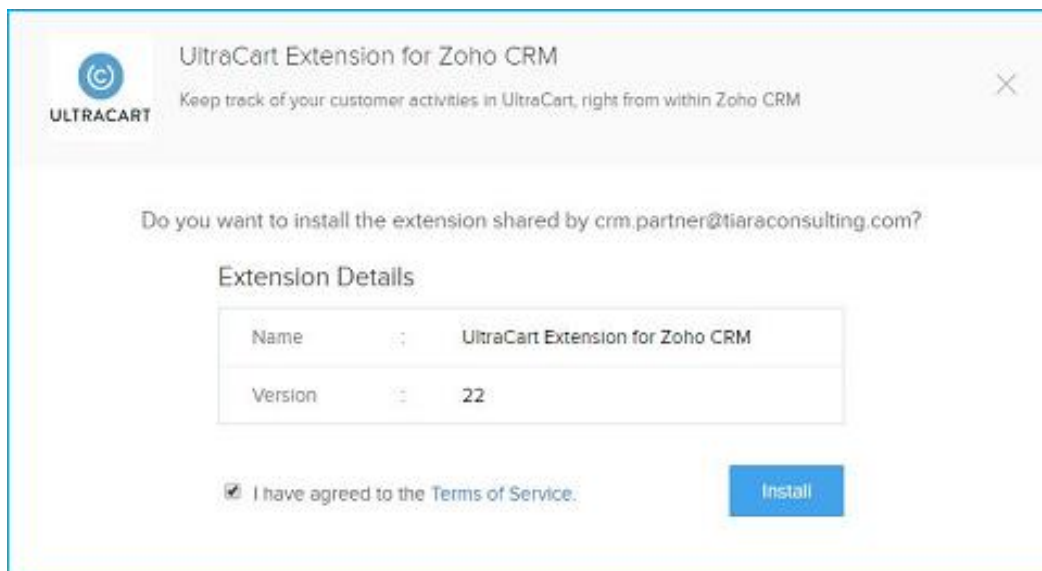 UltraCart Extension for Zoho CRM
(c)
Keep track of your customer activities in UltraCart, right from within Zoho CRM
ULTRACART
Do you want to install the extension shared by crm.partner@tiaraconsulting.com?
Extension Details
Name : UltraCart Extension for Zoho CRM
Version : 22
I have agreed to the Terms of Service.
Install